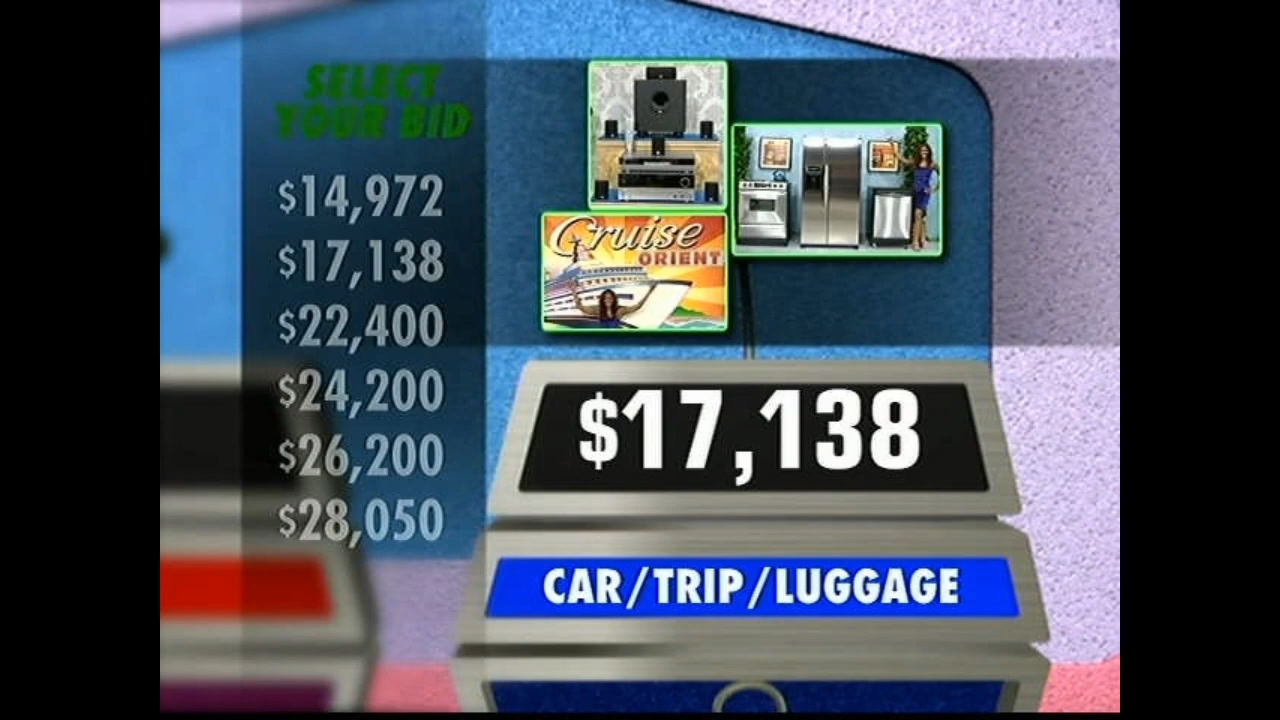 SELECT
YOUR BID
$14,972
$17,138
$22,400
$24,200
$26,200
$28,050
Cruise
ORIENT
$17,138
CAR/TRIP/LUGGAGE